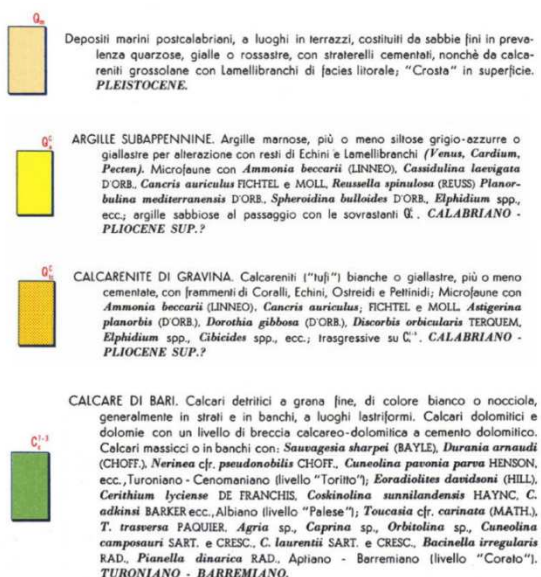 Qm
Depositi marini postcalabriani, a luoghi in terrazzi, costituiti da sabbie fini in preva-
lenza quarzose, gialle o rossastre, con straterelli cementati, nonchè da calca-
reniti grossolane con Lamellibranchi di facies litorale; "Crosta" in superficie.
PLEISTOCENE.
ARGILLE SUBAPPENNINE. Argille marnose, più o meno siltose grigio-azzurre o
giallastre per alterazione con resti di Echini e Lamellibranchi (Venus, Cardium,
Pecten). Microfaune con Ammonia beccarii (LINNEO), Cassidulina laevigata
D'ORB., Cancris auriculus FICHTEL e MOLL, Reussella spinulosa (REUSS) Planor-
bulina mediterranensis D'ORB., Spheroidina bulloides D'ORB., Elphidium spp.,
ecc.; argille sabbiose al passaggio con le sovrastanti . CALABRIANO -
PLIOCENE SUP.?
CALCARENITE DI GRAVINA. Calcareniti ("tufi") bianche o giallastre, più o meno
cementate, con frammenti di Coralli, Echini, Ostreidi e Pettinidi; Microfaune con
Ammonia beccarii (LINNEO), Cancris auriculus; FICHTEL e MOLL, Astigerina
planorbis (D'ORB.), Dorothia gibbosa (D'ORB.), Discorbis orbicularis TERQUEM,
Elphidium spp., Cibicides spp., ecc.; trasgressive su . CALABRIANO -
PLIOCENE SUP.?
CALCARE DI BARI. Calcari detritici a grana fine, di colore bianco o nocciola,
generalmente in strati e in banchi, a luoghi lastriformi. Calcari dolomitici e
dolomie con un livello di breccia calcareo-dolomitica a cemento dolomitico.
Calcari massicci o in banchi con: Sauvagesia sharpei (BAYLE), Durania arnaudi
(CHOFF.), Nerinea cfr. pseudonobilis CHOFF., Cuneolina pavonia parva HENSON,
ecc., Turoniano - Cenomaniano (livello "Toritto"); Eoradiolites davidsoni (HILL),
Cerithium lyciense DE FRANCHIS, Coskinolina sunnilandensis HAYNC, C.
adkinsi BARKER ecc., Albiano (livello "Palese"); Toucasia cfr. carinata (MATH.),
T. trasversa PAQUIER, Agria sp., Caprina sp., Orbitolina sp., Cuneolina
camposauri SART. e CRESC., C. laurentii SART. e CRESC., Bacinella irregularis
RAD., Pianella dinarica RAD., Aptiano - Barremiano (livello "Corato").
TURONIANO - BARREMIANO.